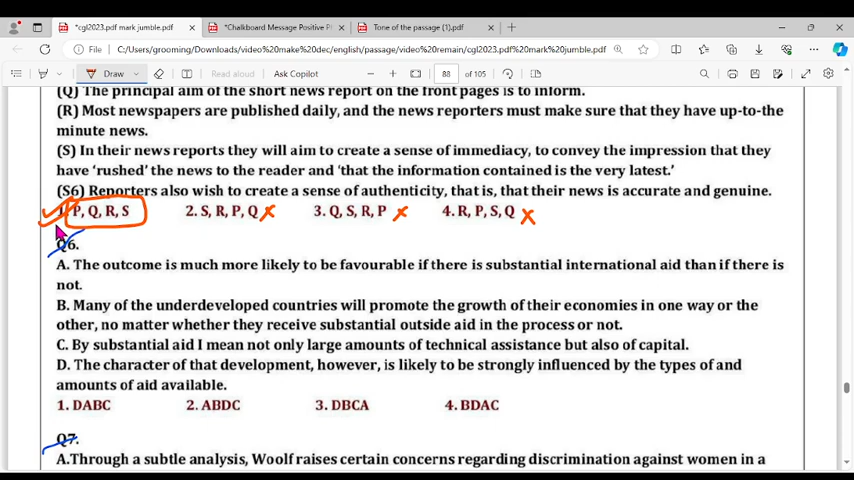 *cgl2023.pdf mark jumble.pdf
*Chalkboard Message Positive P
Tone of the passage (1).pdf
File
C:/Users/grooming/Downloads/video%20make%20dec/english/passage/video%20remain/cgl2023.pdf%20mark%20jumble.pdf
Draw
Read aloud
Ask Copilot
88 of 105
(Q) The principal aim of the short news report on the front pages is to inform.
(R) Most newspapers are published daily, and the news reporters must make sure that they have up-to-the
minute news.
(S) In their news reports they will aim to create a sense of immediacy, to convey the impression that they
have ‘rushed’ the news to the reader and ‘that the information contained is the very latest.’
(S6) Reporters also wish to create a sense of authenticity, that is, that their news is accurate and genuine.
1. P, Q, R, S 2. S, R, P, Q 3. Q, S, R, P 4. R, P, S, Q
Q6.
A. The outcome is much more likely to be favourable if there is substantial international aid than if there is
not.
B. Many of the underdeveloped countries will promote the growth of their economies in one way or the
other, no matter whether they receive substantial outside aid in the process or not.
C. By substantial aid I mean not only large amounts of technical assistance but also of capital.
D. The character of that development, however, is likely to be strongly influenced by the types of and
amounts of aid available.
1. DABC 2. ABDC 3. DBCA 4. BDAC
Q7.
A.Through a subtle analysis, Woolf raises certain concerns regarding discrimination against women in a